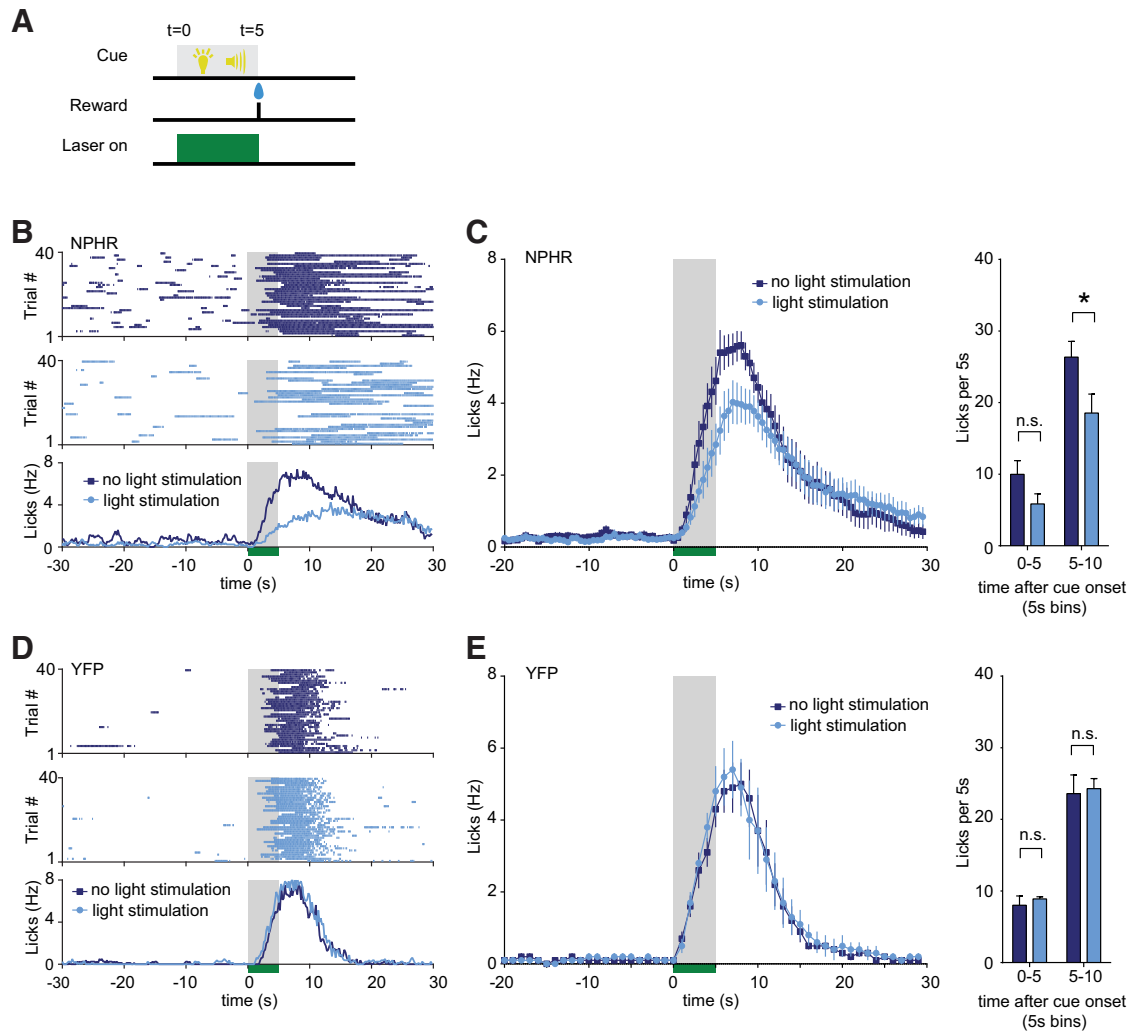 A
t=0 t=5
Cue
Reward
Laser on
B
NPHR
40
Trial #
1
40
Trial #
1
8
4
0
Licks (Hz)
no light stimulation
light stimulation
-30 -20 -10 0 10 20 30
time (s)
C
NPHR
8
6
4
2
0
Licks (Hz)
no light stimulation
light stimulation
-20 -10 0 10 20 30
time (s)
40
30
20
10
0
Licks per 5s
n.s.
*
0-5 5-10
time after cue onset
(5s bins)
D
YFP
40
Trial #
1
40
Trial #
1
8
4
0
Licks (Hz)
no light stimulation
light stimulation
-30 -20 -10 0 10 20 30
time (s)
E
YFP
8
6
4
2
0
Licks (Hz)
no light stimulation
light stimulation
-20 -10 0 10 20 30
time (s)
40
30
20
10
0
Licks per 5s
n.s.
n.s.
0-5 5-10
time after cue onset
(5s bins)